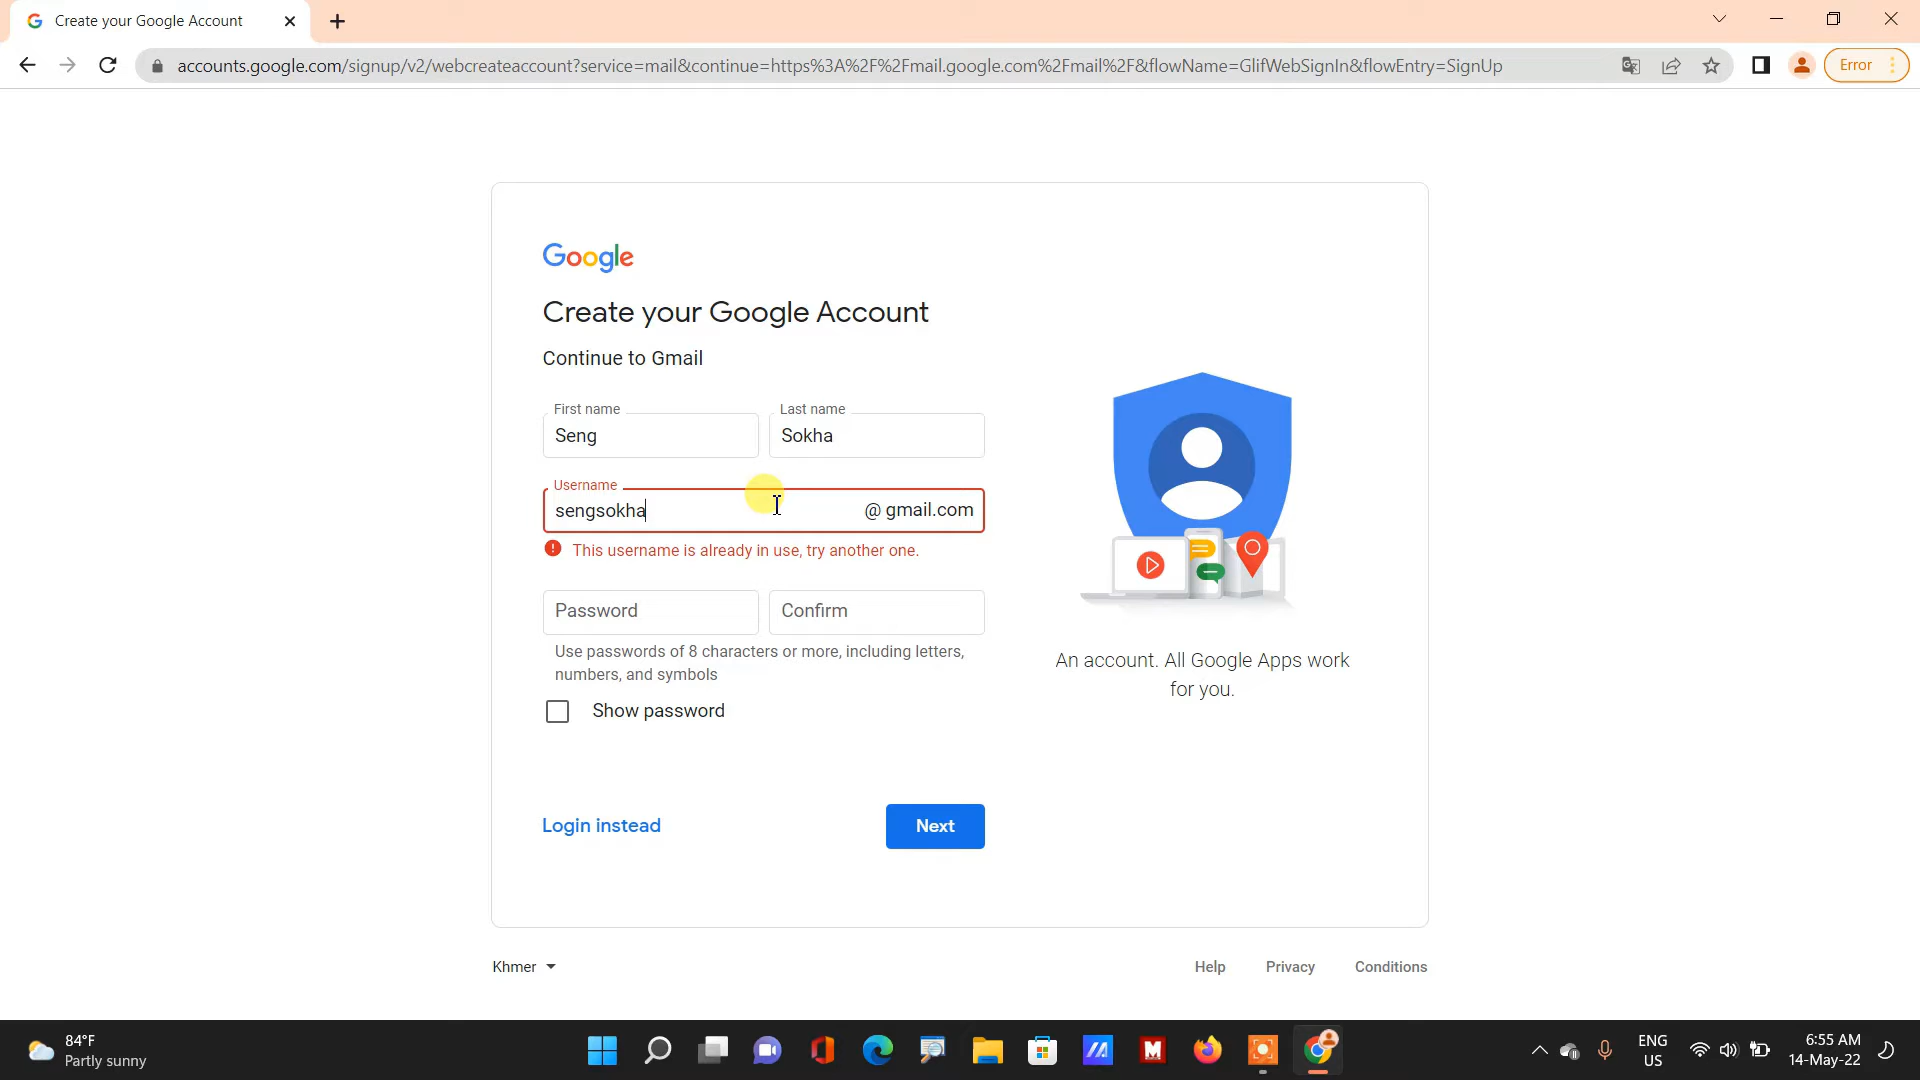 Create your Google Account
accounts.google.com/signup/v2/webcreateaccount?service=mail&continue=https%3A%2F%2Fmail.google.com%2Fmail%2F&flowName=GlifWebSignIn&flowEntry=SignUp
Error
Google
Create your Google Account
Continue to Gmail
First name
Last name
Seng
Sokha
Username
sengsokha
@gmail.com
This username is already in use, try another one.
Password
Confirm
Use passwords of 8 characters or more, including letters,
numbers, and symbols
Show password
Login instead
Next
An account. All Google Apps work
for you.
Khmer
Help
Privacy
Conditions
84°F
Partly sunny
ENG
US
6:55 AM
14-May-22